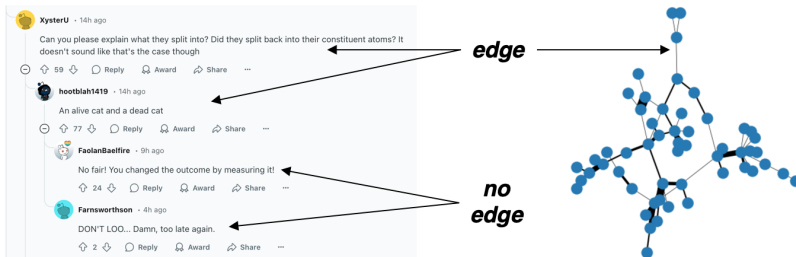 XysterU · 14h ago
Can you please explain what they split into? Did they split back into their constituent atoms? It
doesn't sound like that's the case though
59 Reply Award Share ···
hootblah1419 · 14h ago
An alive cat and a dead cat
77 Reply Award Share ···
FaolanBaelfire · 9h ago
No fair! You changed the outcome by measuring it!
24 Reply Award Share ···
Farnsworthson · 4h ago
DON'T LOO... Damn, too late again.
2 Reply Award Share ···
edge
no
edge